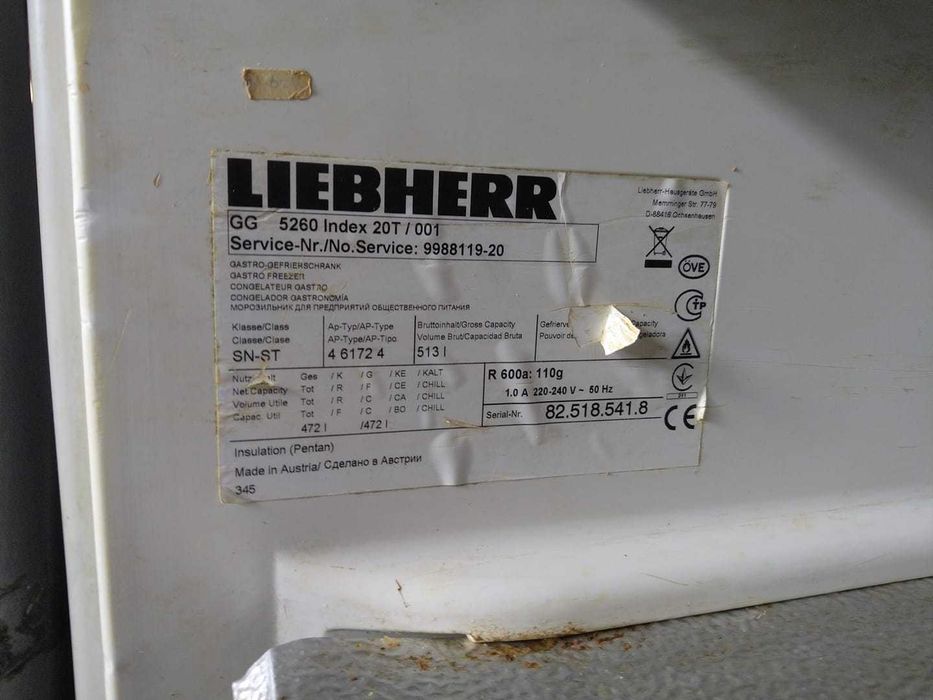 LIEBHERR
Liebherr-Hausgeräte GmbH
Memminger Str. 77-79
D-88416 Ochsenhausen
GG 5260 Index 20T / 001
Service-Nr./No.Service: 9988119-20
GASTRO-GEFRIERSCHRANK
GASTRO FREEZER
CONGELATEUR GASTRO
CONGELADOR GASTRONOMÍA
МОРОЗИЛЬНИК ДЛЯ ПРЕДПРИЯТИЙ ОБЩЕСТВЕННОГО ПИТАНИЯ
ÖVE
Klasse/Class
Classe/Clase
SN-ST
Ap-Typ/AP-Type
AP-Type/AP-Tipo
4 6172 4
Bruttoinhalt/Gross Capacity
Volume Brut/Capacidad Bruta
513 l
Pouvoir
Ges / K / G / KE / KALT
Net Capacity Tot / R / F / CE / CHILL
Volume Utile Tot / R / C / CA / CHILL
Capac. Util Tot / F / C / BO / CHILL
472 l /472 l
R 600a: 110g
1.0 A 220-240 V ~ 50 Hz
Serial-Nr. 82.518.541.8
CE
Insulation (Pentan)
Made in Austria/ Сделано в Австрии
345